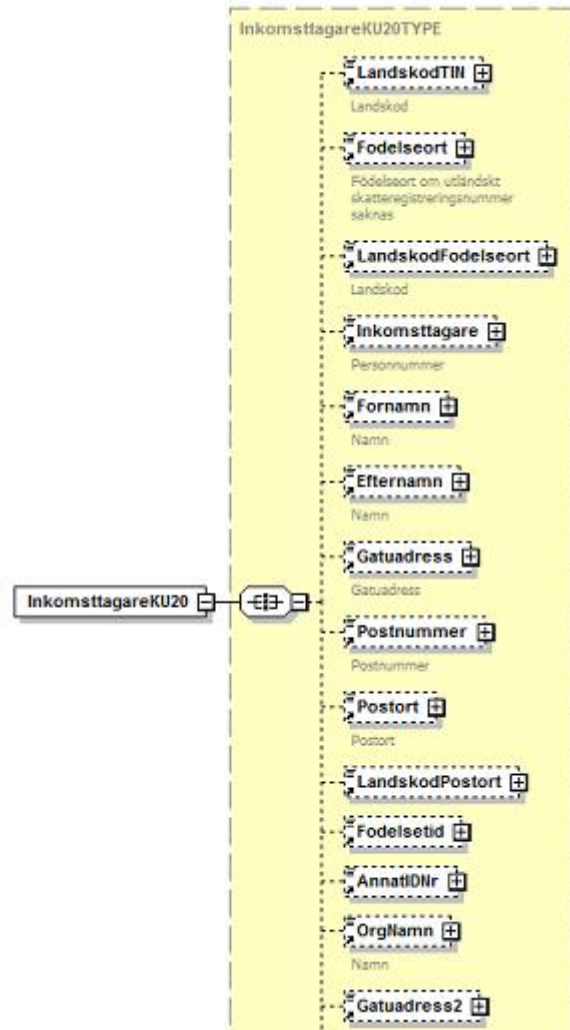 InkomsttagareKU20TYPE
LandskodTIN
Landskod
Fodelseort
Födelseort om utländskt
skatteregistreringsnummer
saknas
LandskodFodelseort
Landskod
Inkomsttagare
Personnummer
Fornamn
Namn
Efternamn
Namn
Gatuadress
Gatuadress
InkomsttagareKU20
Postnummer
Postnummer
Postort
Postort
LandskodPostort
Fodelsetid
AnnatIDNr
OrgNamn
Namn
Gatuadress2